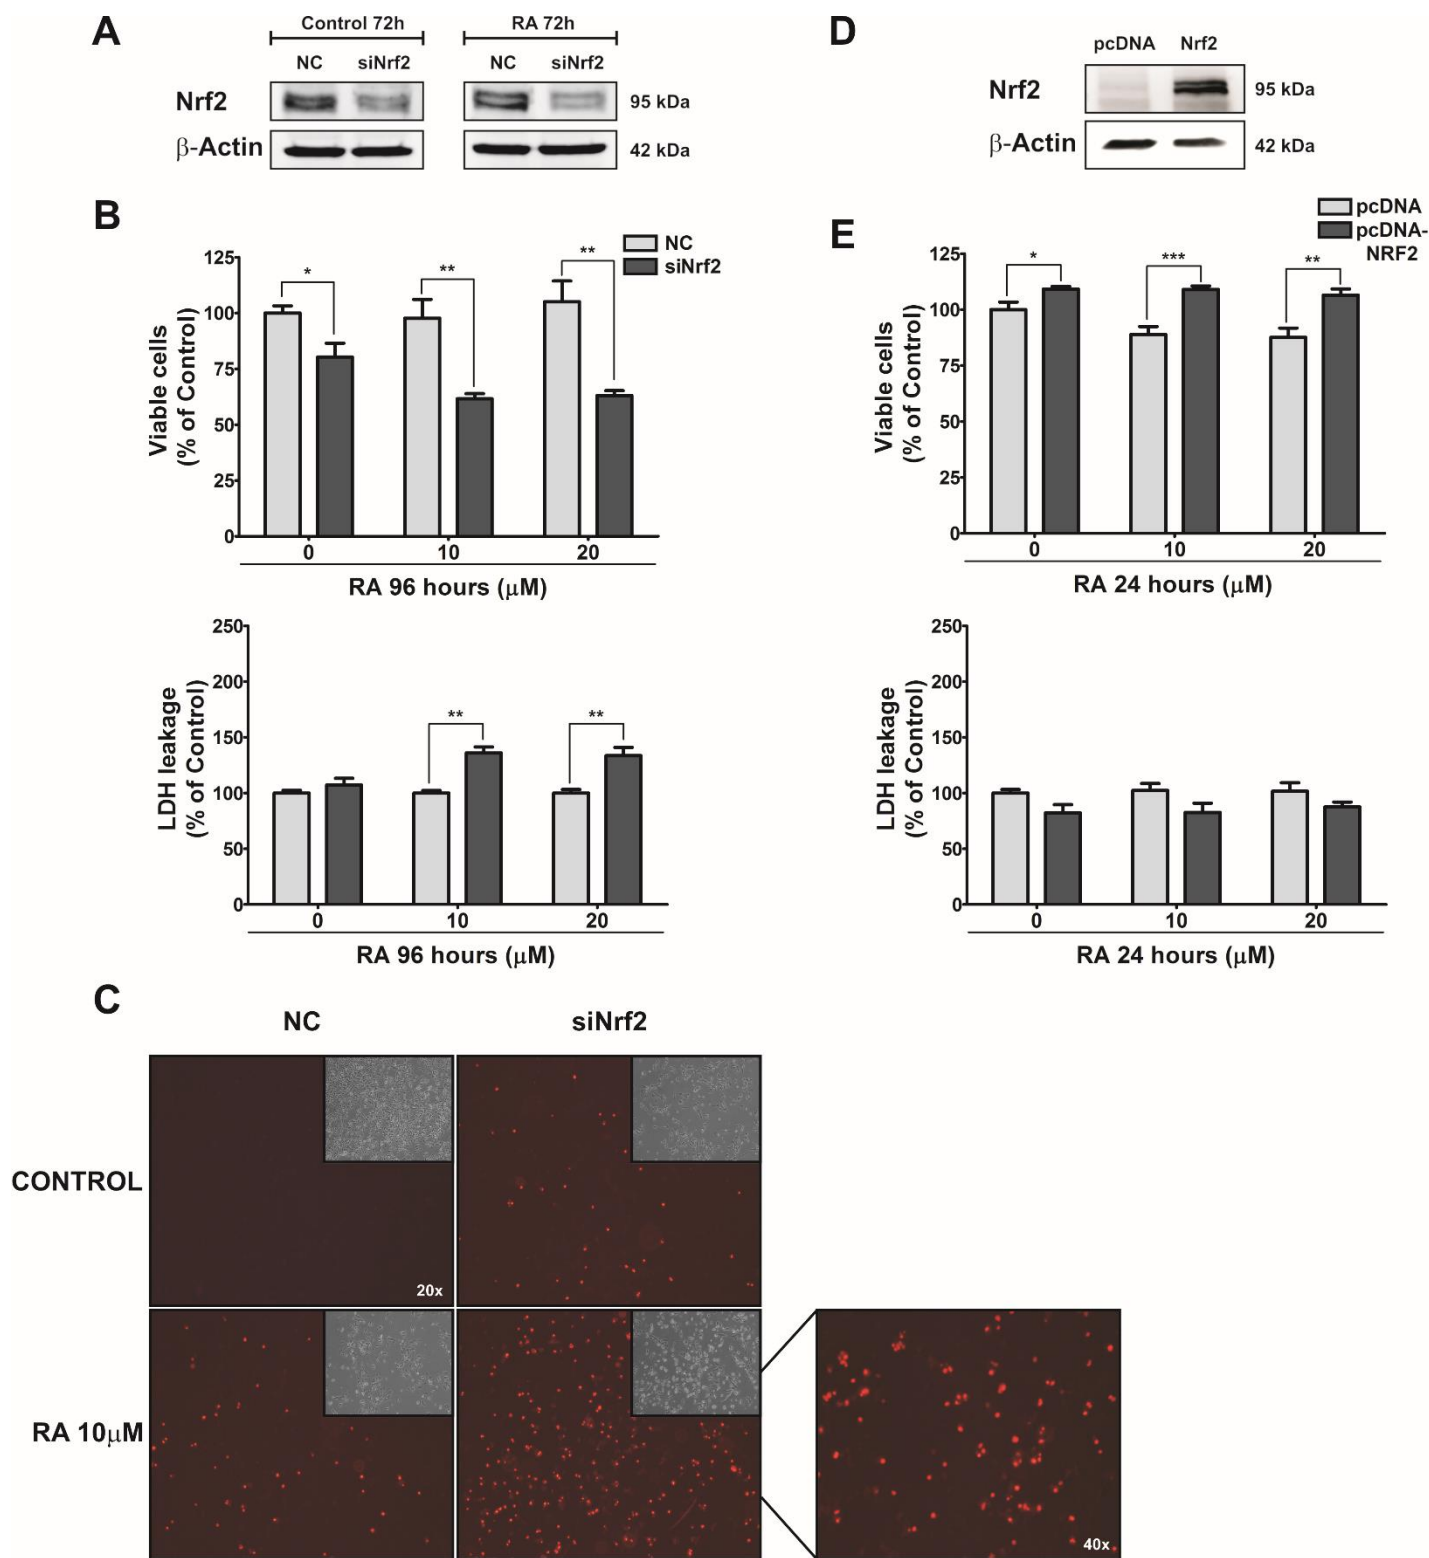 A
Control 72h
RA 72h
NC
siNrf2
NC
siNrf2
Nrf2
95 kDa
β-Actin
42 kDa
D
pcDNA
Nrf2
Nrf2
95 kDa
β-Actin
42 kDa
B
NC
siNrf2
Viable cells
(% of Control)
125
100
75
50
25
0
*
**
**
0
10
20
RA 96 hours (μM)
LDH leakage
(% of Control)
250
200
150
100
50
0
**
**
0
10
20
RA 96 hours (μM)
E
pcDNA
pcDNA-
NRF2
Viable cells
(% of Control)
125
100
75
50
25
0
*
***
**
0
10
20
RA 24 hours (μM)
LDH leakage
(% of Control)
250
200
150
100
50
0
0
10
20
RA 24 hours (μM)
C
NC
siNrf2
CONTROL
20x
RA 10μM
40x